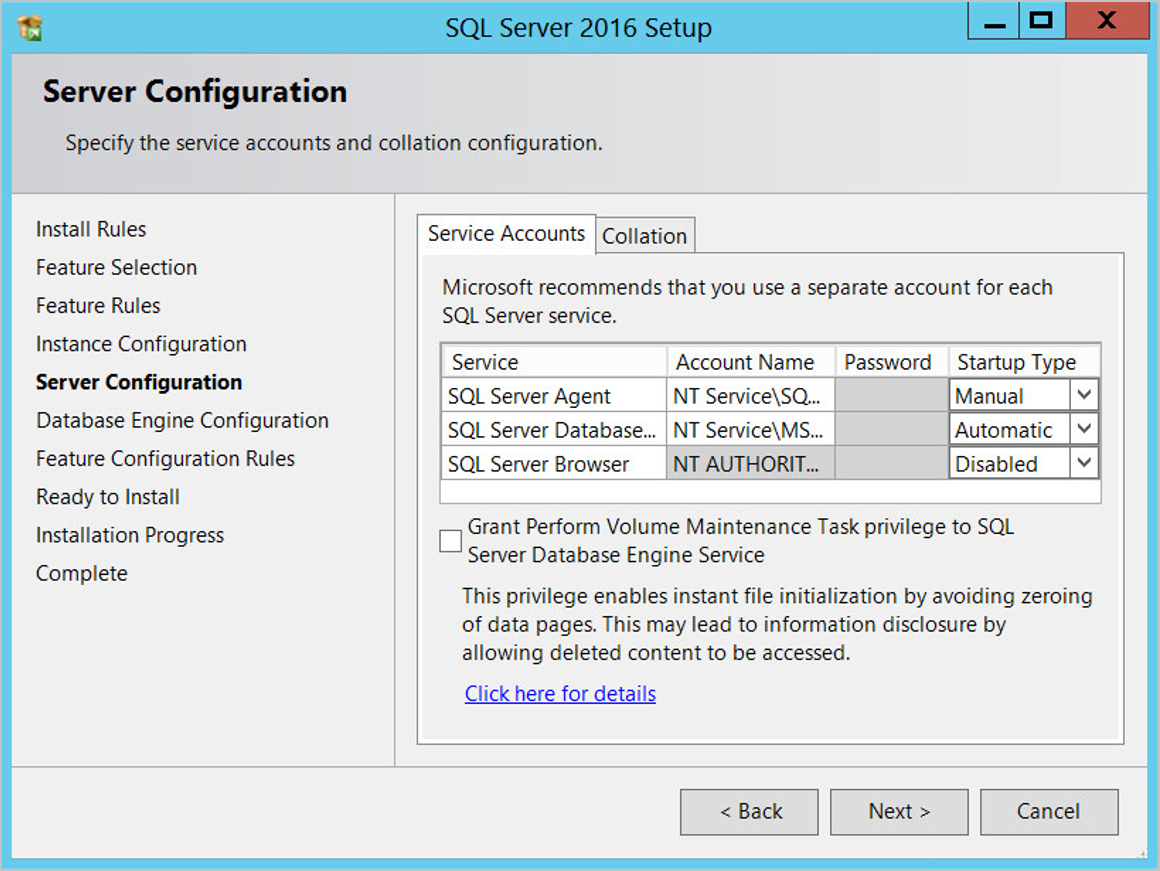 SQL Server 2016 Setup
Server Configuration
Specify the service accounts and collation configuration.
Install Rules
Feature Selection
Feature Rules
Instance Configuration
Server Configuration
Database Engine Configuration
Feature Configuration Rules
Ready to Install
Installation Progress
Complete
Service Accounts Collation
Microsoft recommends that you use a separate account for each
SQL Server service.
Service Account Name Password Startup Type
SQL Server Agent NT Service\SQ... Manual
SQL Server Database... NT Service\MS... Automatic
SQL Server Browser NT AUTHORIT... Disabled
Grant Perform Volume Maintenance Task privilege to SQL
Server Database Engine Service
This privilege enables instant file initialization by avoiding zeroing
of data pages. This may lead to information disclosure by
allowing deleted content to be accessed.
Click here for details
< Back Next > Cancel